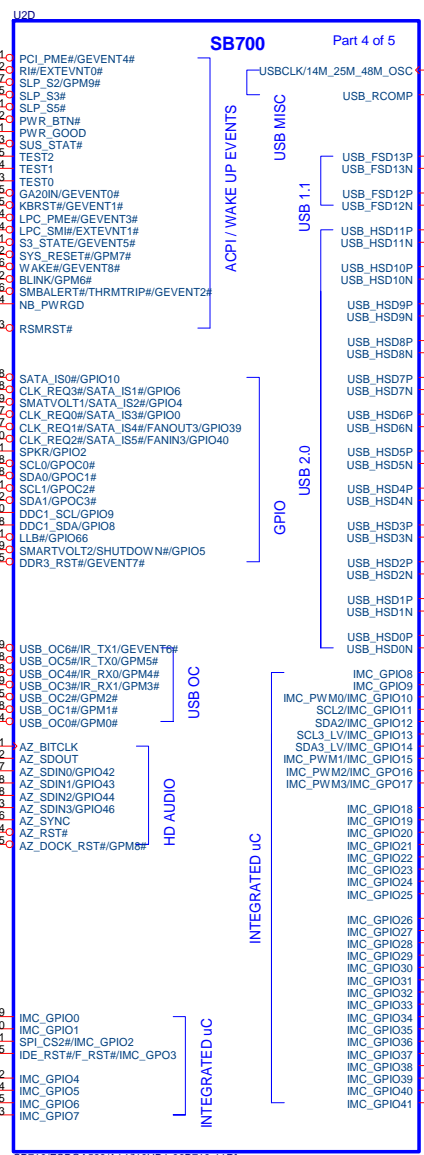 U2D
SB700
Part 4 of 5
PCI_PME#/GEVENT4#
RI#/EXTEVNT0#
SLP_S2/GPM9#
SLP_S3#
SLP_S5#
PWR_BTN#
PWR_GOOD
SUS_STAT#
TEST2
TEST1
TEST0
GA20IN/GEVENT0#
KBRST#/GEVENT1#
LPC_PME#/GEVENT3#
LPC_SMI#/EXTEVNT1#
S3_STATE/GEVENT5#
SYS_RESET#/GPM7#
WAKE#/GEVENT8#
BLINK/GPM6#
SMBALERT#/THRMTRIP#/GEVENT2#
NB_PWRGD
RSMRST#
ACPI / WAKE UP EVENTS
SATA_IS0#/GPIO10
CLK_REQ3#/SATA_IS1#/GPIO6
SMATVOLT1/SATA_IS2#/GPIO4
CLK_REQ0#/SATA_IS3#/GPIO0
CLK_REQ1#/SATA_IS4#/FANOUT3/GPIO39
CLK_REQ2#/SATA_IS5#/FANIN3/GPIO40
SPKR/GPIO2
SCL0/GPOC0#
SDA0/GPOC1#
SCL1/GPOC2#
SDA1/GPOC3#
DDC1_SCL/GPIO9
DDC1_SDA/GPIO8
LLB#/GPIO66
SMARTVOLT2/SHUTDOWN#/GPIO5
DDR3_RST#/GEVENT7#
GPIO
USB_OC6#/IR_TX1/GEVENT6#
USB_OC5#/IR_TX0/GPM5#
USB_OC4#/IR_RX0/GPM4#
USB_OC3#/IR_RX1/GPM3#
USB_OC2#/GPM2#
USB_OC1#/GPM1#
USB_OC0#/GPM0#
USB OC
AZ_BITCLK
AZ_SDOUT
AZ_SDIN0/GPIO42
AZ_SDIN1/GPIO43
AZ_SDIN2/GPIO44
AZ_SDIN3/GPIO46
AZ_SYNC
AZ_RST#
AZ_DOCK_RST#/GPM8#
HD AUDIO
IMC_GPIO0
IMC_GPIO1
SPI_CS2#/IMC_GPIO2
IDE_RST#/F_RST#/IMC_GPO3
IMC_GPIO4
IMC_GPIO5
IMC_GPIO6
IMC_GPIO7
INTEGRATED uC
USBCLK/14M_25M_48M_OSC
USB_RCOMP
USB MISC
USB_FSD13P
USB_FSD13N
USB_FSD12P
USB_FSD12N
USB 1.1
USB_HSD11P
USB_HSD11N
USB_HSD10P
USB_HSD10N
USB_HSD9P
USB_HSD9N
USB_HSD8P
USB_HSD8N
USB_HSD7P
USB_HSD7N
USB_HSD6P
USB_HSD6N
USB_HSD5P
USB_HSD5N
USB_HSD4P
USB_HSD4N
USB_HSD3P
USB_HSD3N
USB_HSD2P
USB_HSD2N
USB_HSD1P
USB_HSD1N
USB_HSD0P
USB_HSD0N
USB 2.0
IMC_GPIO8
IMC_GPIO9
IMC_PWM0/IMC_GPIO10
SCL2/IMC_GPIO11
SDA2/IMC_GPIO12
SCL3_LV/IMC_GPIO13
SDA3_LV/IMC_GPIO14
IMC_PWM1/IMC_GPIO15
IMC_PWM2/IMC_GPO16
IMC_PWM3/IMC_GPO17
IMC_GPIO18
IMC_GPIO19
IMC_GPIO20
IMC_GPIO21
IMC_GPIO22
IMC_GPIO23
IMC_GPIO24
IMC_GPIO25
IMC_GPIO26
IMC_GPIO27
IMC_GPIO28
IMC_GPIO29
IMC_GPIO30
IMC_GPIO31
IMC_GPIO32
IMC_GPIO33
IMC_GPIO34
IMC_GPIO35
IMC_GPIO36
IMC_GPIO37
IMC_GPIO38
IMC_GPIO39
IMC_GPIO40
IMC_GPIO41
INTEGRATED uC